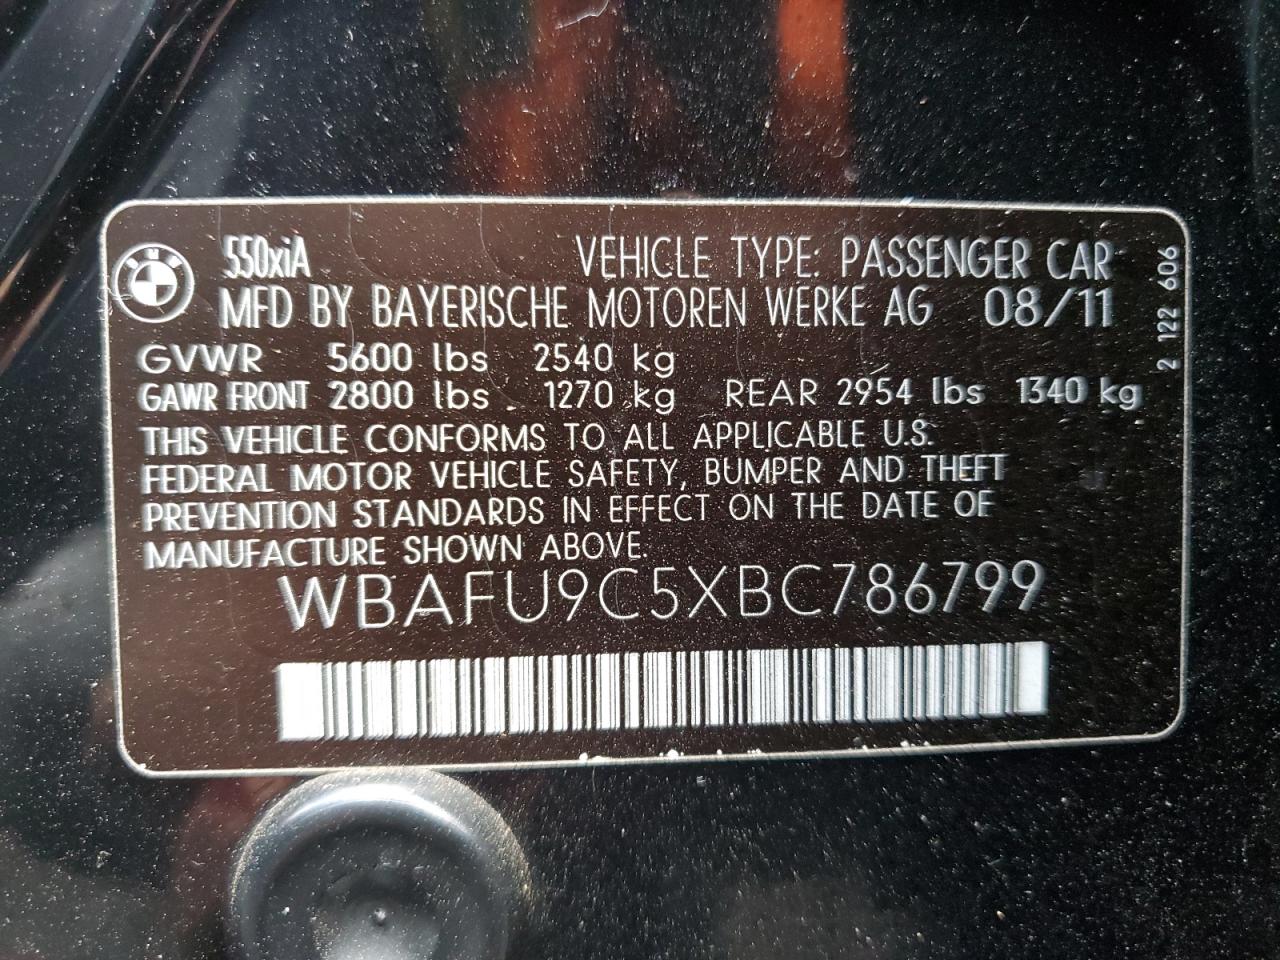 550xiA VEHICLE TYPE: PASSENGER CAR
MFD BY BAYERISCHE MOTOREN WERKE AG 08/11
GVWR 5600 lbs 2540 kg
GAWR FRONT 2800 lbs 1270 kg REAR 2954 lbs 1340 kg
THIS VEHICLE CONFORMS TO ALL APPLICABLE U.S.
FEDERAL MOTOR VEHICLE SAFETY, BUMPER AND THEFT
PREVENTION STANDARDS IN EFFECT ON THE DATE OF
MANUFACTURE SHOWN ABOVE.
WBAFU9C5XBC786799
2 122 606
BMW